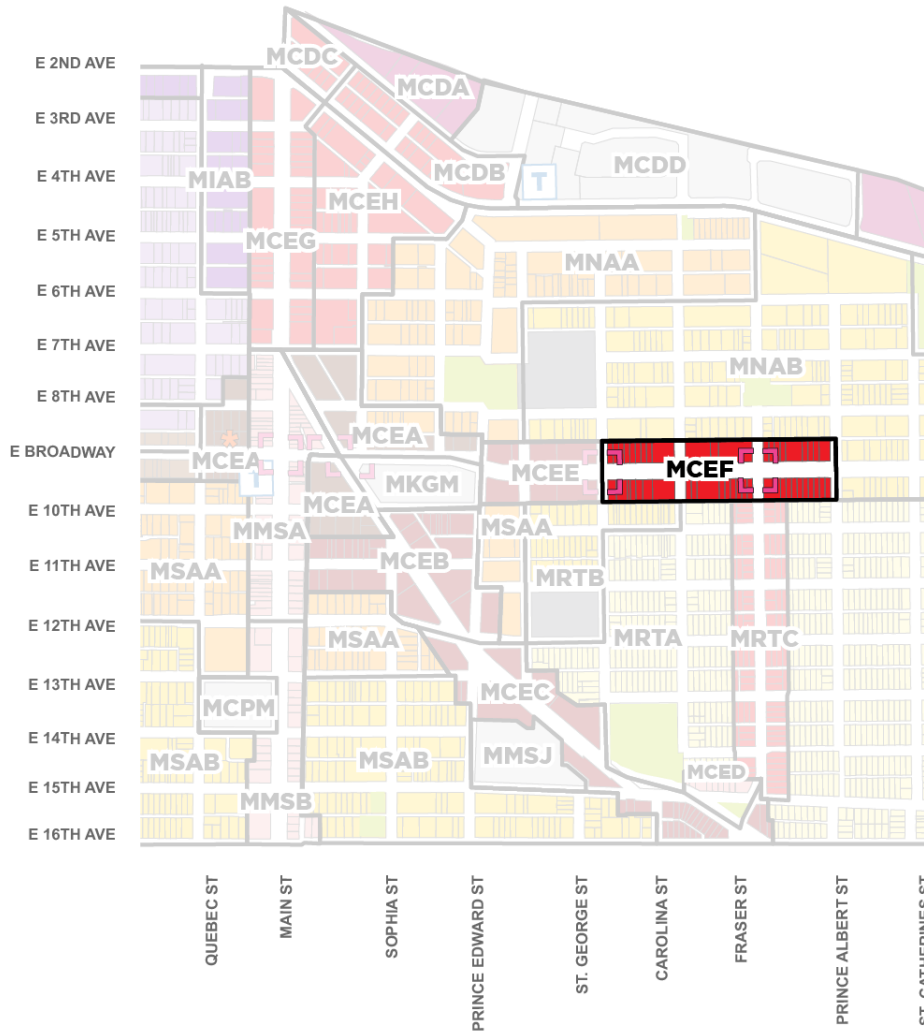 E 2ND AVE
E 3RD AVE
E 4TH AVE
E 5TH AVE
E 6TH AVE
E 7TH AVE
E 8TH AVE
E BROADWAY
E 10TH AVE
E 11TH AVE
E 12TH AVE
E 13TH AVE
E 14TH AVE
E 15TH AVE
E 16TH AVE
MCDC
MCDA
MCDB
MCDD
T
MIAB
MCEH
MCEG
MNAA
MNAB
MCEA
MCEA
MCEE
MCEF
MKGM
T
MCEA
MMSA
MSAA
MCEB
MSAA
MRTB
MSAA
MRTA
MRTC
MCPM
MCEC
MSAB
MSAB
MMSJ
MCED
MMSB
QUEBEC ST
MAIN ST
SOPHIA ST
PRINCE EDWARD ST
ST. GEORGE ST
CAROLINA ST
FRASER ST
PRINCE ALBERT ST
ST. CATHERINES ST